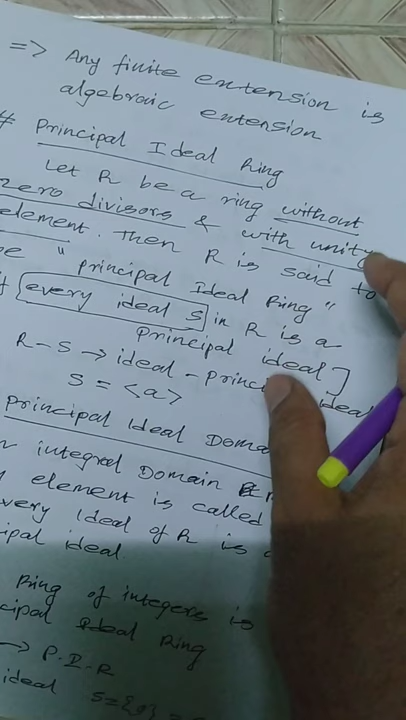 => Any finite extension is
algebraic extension
# Principal Ideal Ring
Let R be a ring without
zero divisors & with unity
element. Then R is said to
be " principal Ideal Ring "
if every ideal S in R is a
principal ideal]
R-S → ideal - princ ideal
S = <a>
Principal Ideal Doma
integral Domain
element is called
very Ideal of R is
ipal ideal
Ring of integers is
cipal Ideal Ring
→ P.I.R
ideal S={0} =